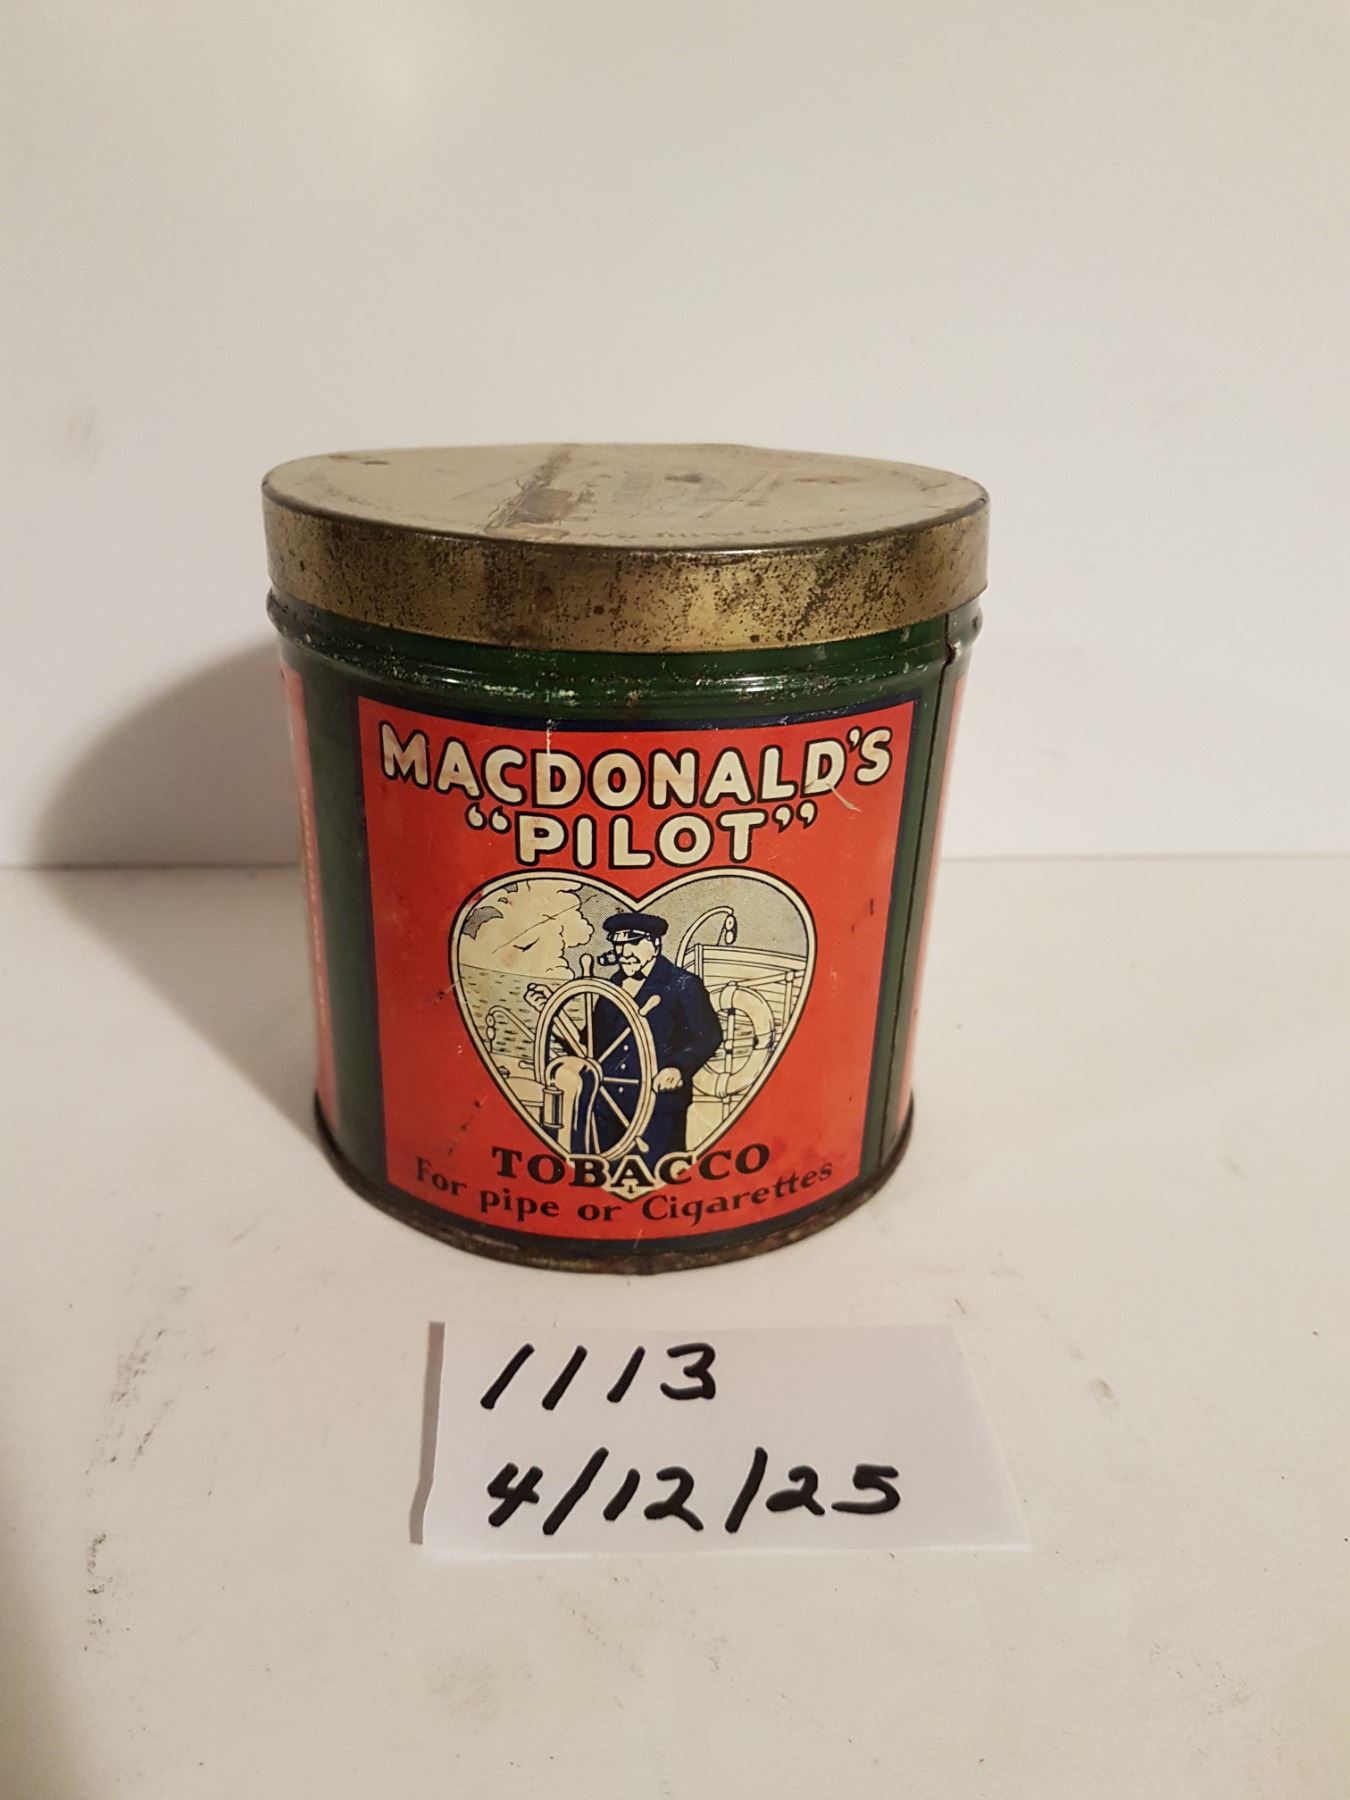 MACDONALD'S
"PILOT"
TOBACCO
For pipe or Cigarettes
1113
4/12/25